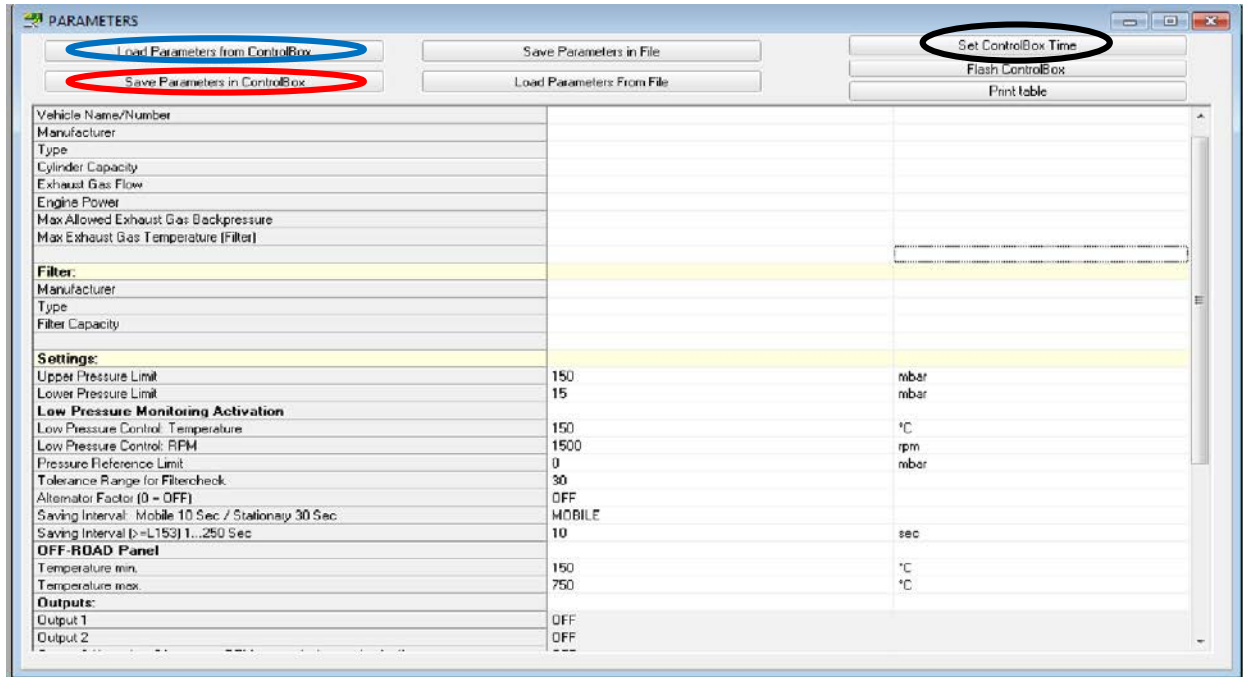 PARAMETERS
Load Parameters from ControlBox Save Parameters in File Set ControlBox Time
Flash ControlBox
Save Parameters in ControlBox Load Parameters From File
Print table
Vehicle Name/Number
Manufacturer
Type
Cylinder Capacity
Exhaust Gas Flow
Engine Power
Max Allowed Exhaust Gas Backpressure
Max Exhaust Gas Temperature (Filter)
Filter:
Manufacturer
Type
Filter Capacity
Settings:
Upper Pressure Limit 150 mbar
Lower Pressure Limit 15 mbar
Low Pressure Monitoring Activation
Low Pressure Control: Temperature 150 °C
Low Pressure Control: RPM 1500 rpm
Pressure Reference Limit 0 mbar
Tolerance Range for Filtercheck 30
Alternator Factor (0 = OFF) OFF
Saving Interval: Mobile 10 Sec / Stationary 30 Sec MOBILE
Saving Interval (>=L153) 1...250 Sec 10 sec
OFF-ROAD Panel
Temperature min. 150 °C
Temperature max. 750 °C
Outputs:
Output 1 OFF
Output 2 OFF